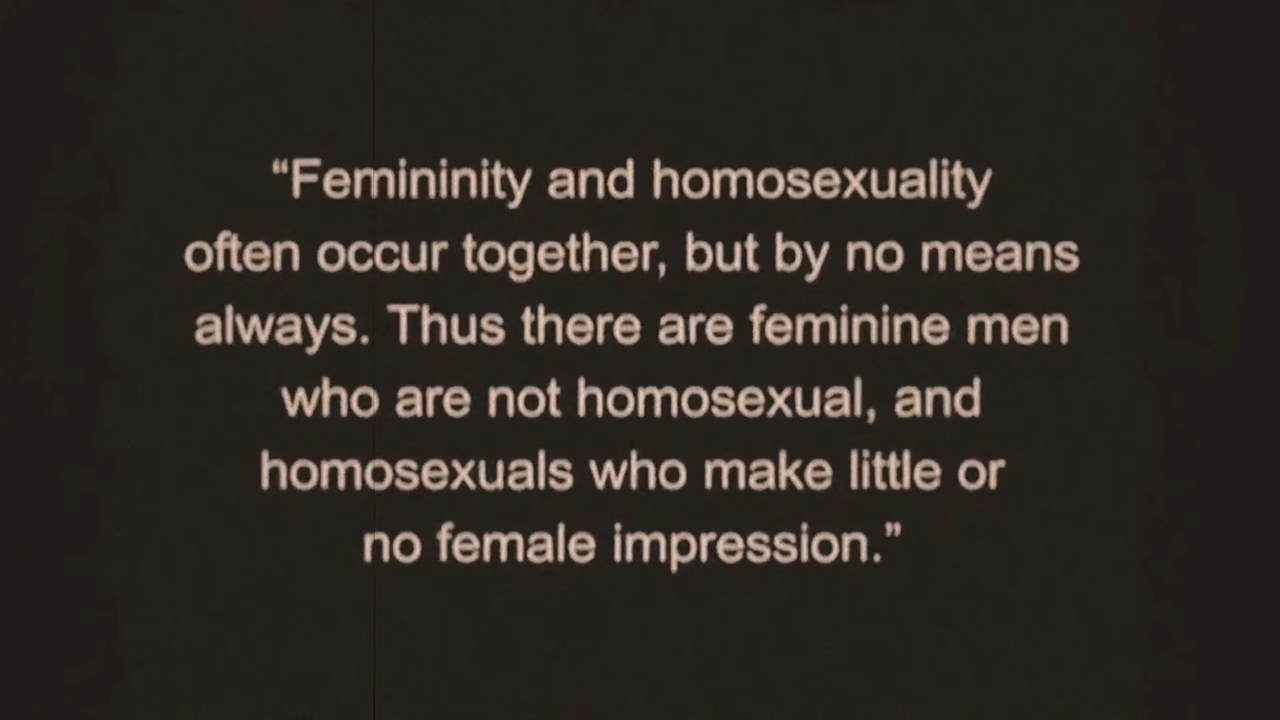 “Femininity and homosexuality
often occur together, but by no means
always. Thus there are feminine men
who are not homosexual, and
homosexuals who make little or
no female impression.”